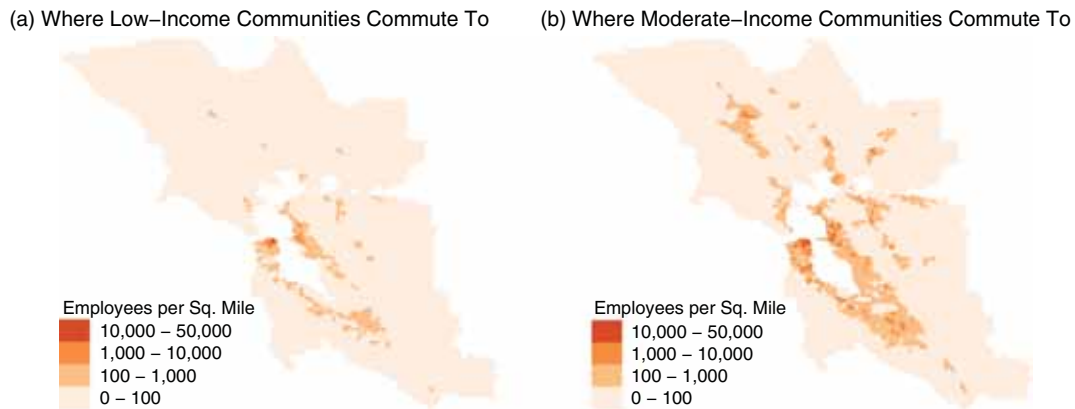 (a) Where Low−Income Communities Commute To
(b) Where Moderate−Income Communities Commute To
Employees per Sq. Mile
10,000 − 50,000
1,000 − 10,000
100 − 1,000
0 − 100
Employees per Sq. Mile
10,000 − 50,000
1,000 − 10,000
100 − 1,000
0 − 100